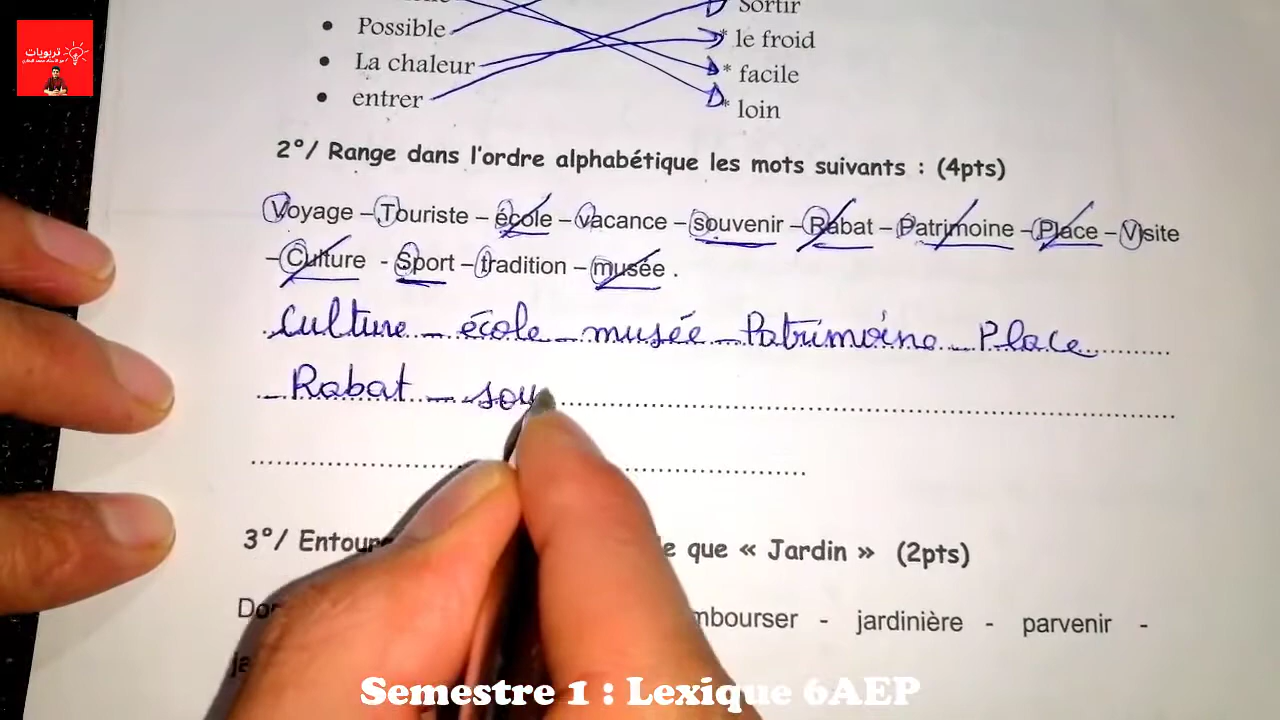 تربويات
Possible
Sortir
* le froid
La chaleur
* facile
entrer
* loin
2°/ Range dans l'ordre alphabétique les mots suivants : (4pts)
Voyage – Touriste – école – vacance – souvenir – Rabat – Patrimoine – Place – Visite
– Culture - Sport – tradition – musée .
Culture – école – musée – Patrimoine – Place
– Rabat – sou
3°/ Entour que « Jardin » (2pts)
jardinière - parvenir -
Semestre 1 : Lexique 6AEP